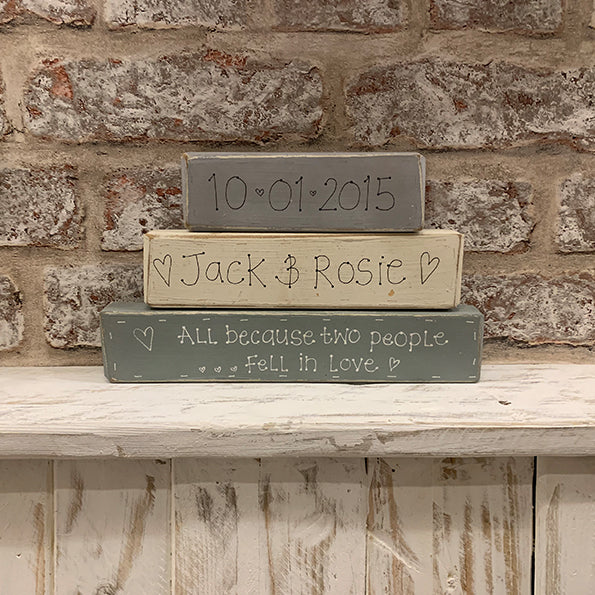 10♥01♥2015
♡Jack & Rosie♡
♡ All because two people
♡♡♡ Fell in Love ♡